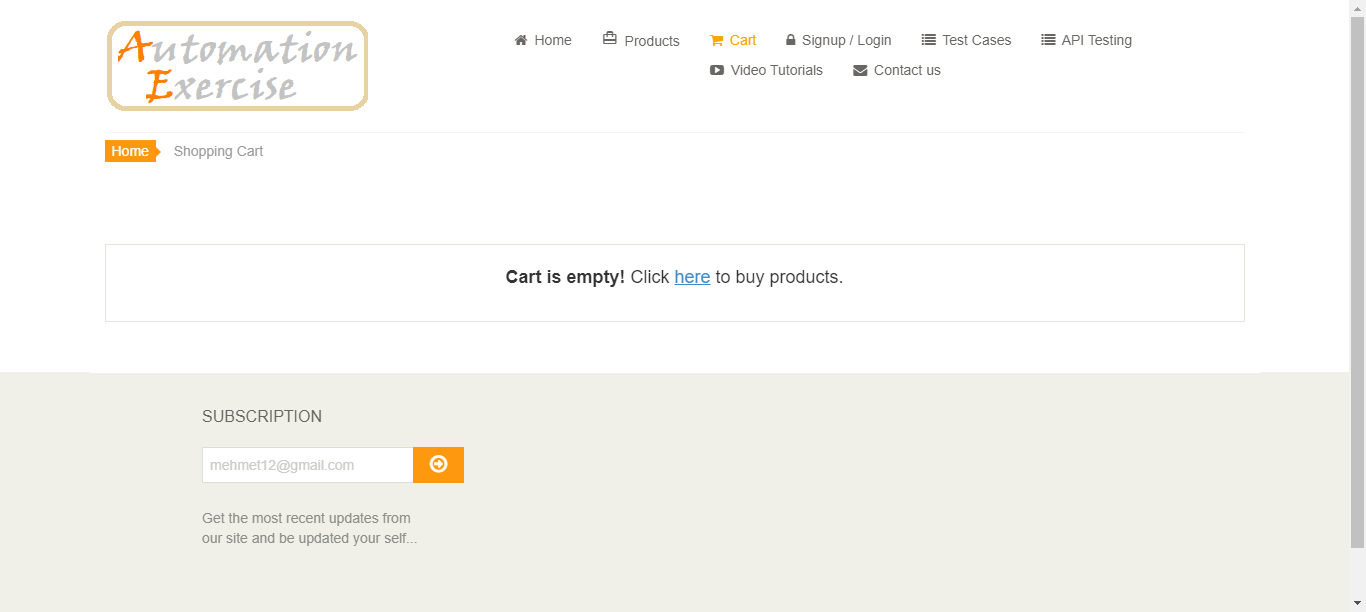 Automation
Exercise
Home Products Cart Signup / Login Test Cases API Testing
Video Tutorials Contact us
Home Shopping Cart
Cart is empty! Click here to buy products.
SUBSCRIPTION
mehmet12@gmail.com
Get the most recent updates from
our site and be updated your self...